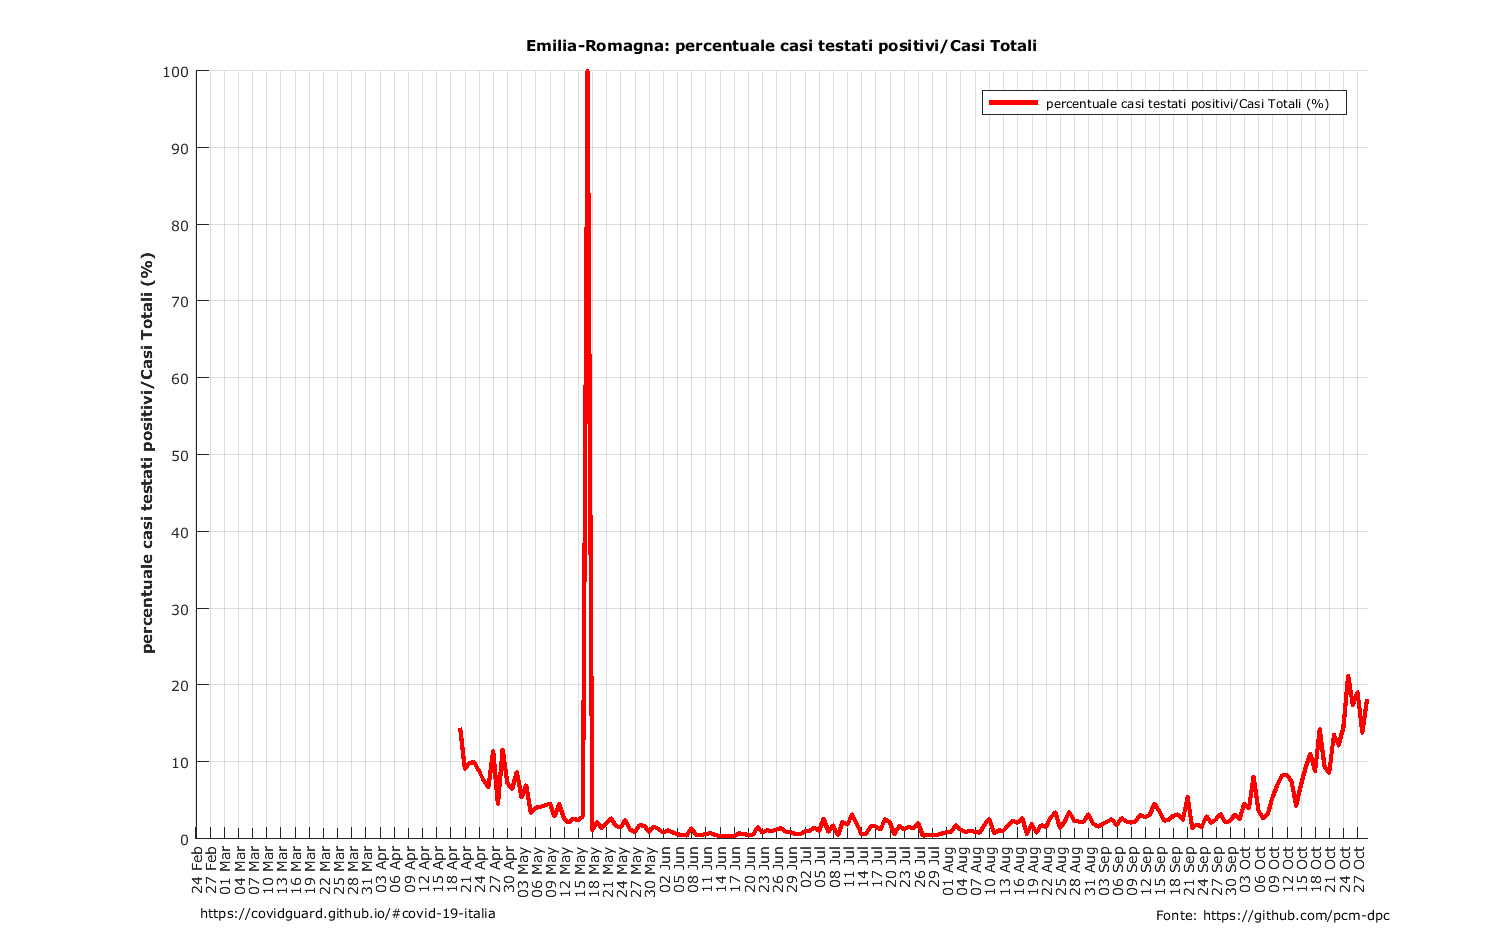 Emilia-Romagna: percentuale casi testati positivi/Casi Totali
percentuale casi testati positivi/Casi Totali (%)
percentuale casi testati positivi/Casi Totali (%)
100
90
80
70
60
50
40
30
20
10
0
24 Feb
27 Feb
01 Mar
04 Mar
07 Mar
10 Mar
13 Mar
16 Mar
19 Mar
22 Mar
25 Mar
28 Mar
31 Mar
03 Apr
06 Apr
09 Apr
12 Apr
15 Apr
18 Apr
21 Apr
24 Apr
27 Apr
30 Apr
03 May
06 May
09 May
12 May
15 May
18 May
21 May
24 May
27 May
30 May
02 Jun
05 Jun
08 Jun
11 Jun
14 Jun
17 Jun
20 Jun
23 Jun
26 Jun
29 Jun
02 Jul
05 Jul
08 Jul
11 Jul
14 Jul
17 Jul
20 Jul
23 Jul
26 Jul
29 Jul
01 Aug
04 Aug
07 Aug
10 Aug
13 Aug
16 Aug
19 Aug
22 Aug
25 Aug
28 Aug
31 Aug
03 Sep
06 Sep
09 Sep
12 Sep
15 Sep
18 Sep
21 Sep
24 Sep
27 Sep
30 Sep
03 Oct
06 Oct
09 Oct
12 Oct
15 Oct
18 Oct
21 Oct
24 Oct
27 Oct
https://covidguard.github.io/#covid-19-italia
Fonte: https://github.com/pcm-dpc